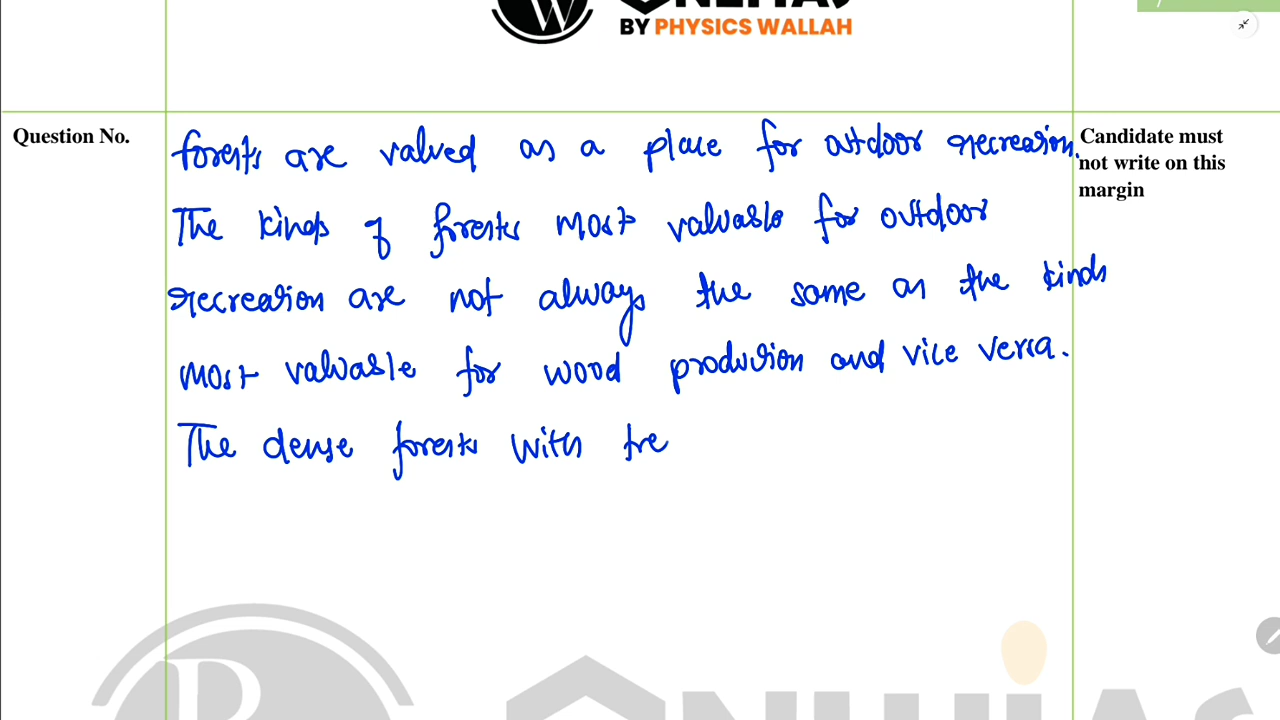 BY PHYSICS WALLAH
Question No.
Candidate must
not write on this
margin
forests are valued as a place for outdoor recreation.
The kinds of forests most valuable for outdoor
recreation are not always the same as the kinds
most valuable for wood production and vice versa.
The dense forests with tre